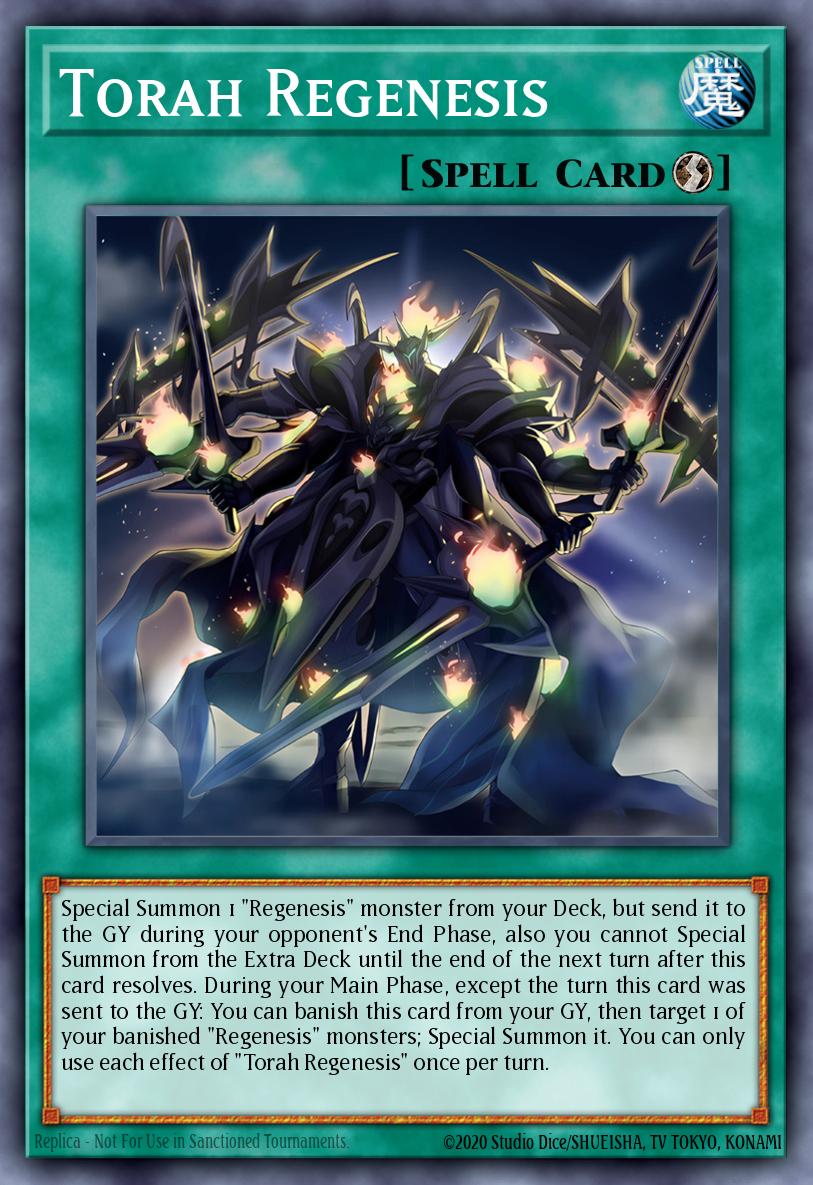 Torah Regenesis
SPELL
魔
[Spell Card]
Special Summon 1 "Regenesis" monster from your Deck, but send it to
the GY during your opponent's End Phase, also you cannot Special
Summon from the Extra Deck until the end of the next turn after this
card resolves. During your Main Phase, except the turn this card was
sent to the GY: You can banish this card from your GY, then target 1 of
your banished "Regenesis" monsters; Special Summon it. You can only
use each effect of "Torah Regenesis" once per turn.
Replica - Not For Use in Sanctioned Tournaments.
©2020 Studio Dice/SHUEISHA, TV TOKYO, KONAMI